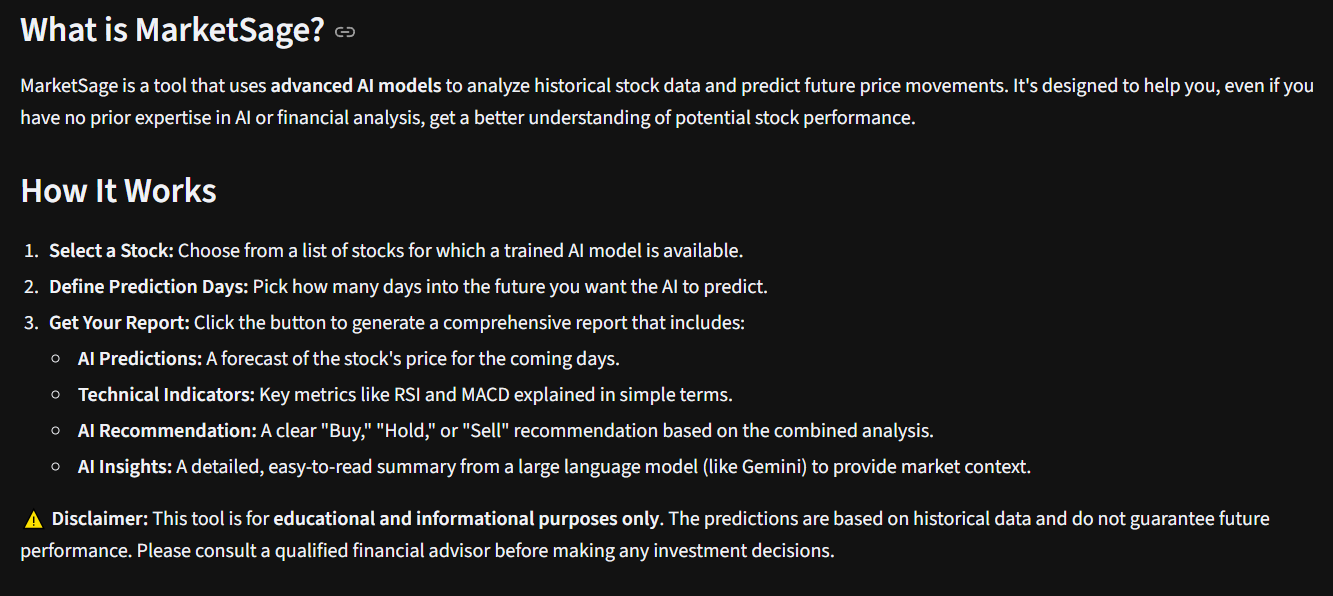 What is MarketSage?
MarketSage is a tool that uses advanced AI models to analyze historical stock data and predict future price movements. It's designed to help you, even if you
have no prior expertise in AI or financial analysis, get a better understanding of potential stock performance.
How It Works
1. Select a Stock: Choose from a list of stocks for which a trained AI model is available.
2. Define Prediction Days: Pick how many days into the future you want the AI to predict.
3. Get Your Report: Click the button to generate a comprehensive report that includes:
○ AI Predictions: A forecast of the stock's price for the coming days.
○ Technical Indicators: Key metrics like RSI and MACD explained in simple terms.
○ AI Recommendation: A clear "Buy," "Hold," or "Sell" recommendation based on the combined analysis.
○ AI Insights: A detailed, easy-to-read summary from a large language model (like Gemini) to provide market context.
⚠️ Disclaimer: This tool is for educational and informational purposes only. The predictions are based on historical data and do not guarantee future
performance. Please consult a qualified financial advisor before making any investment decisions.